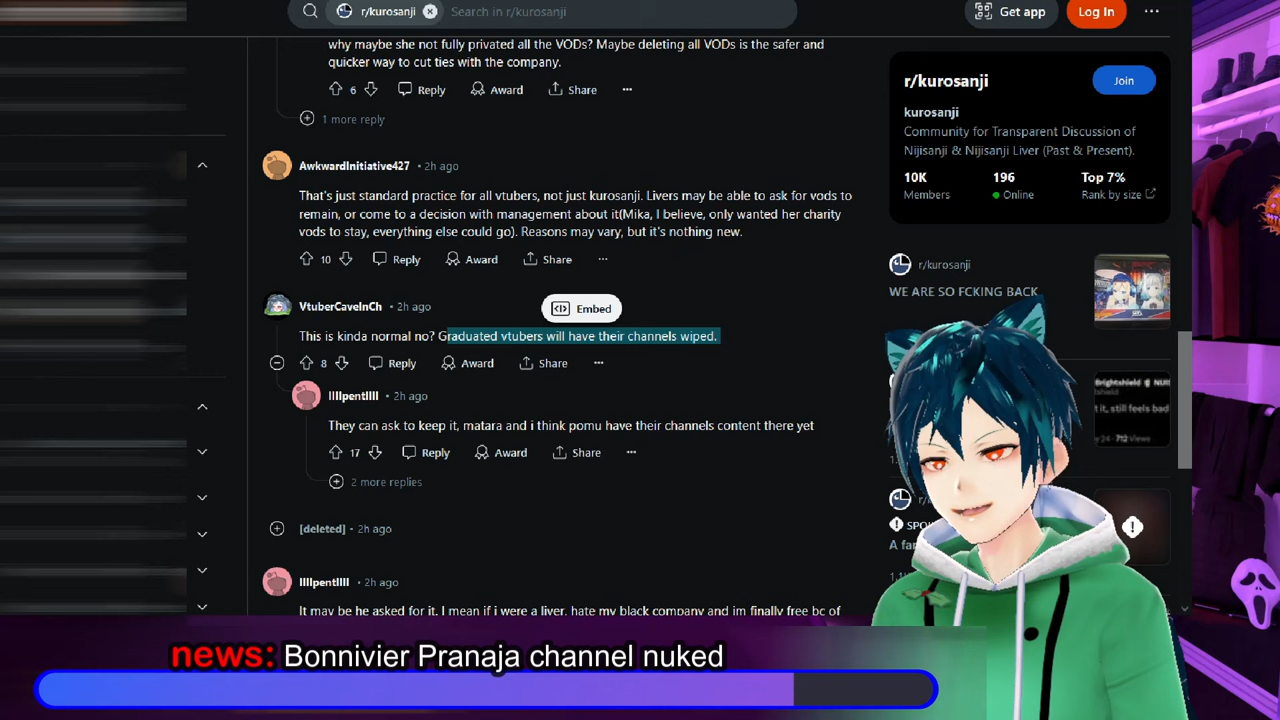 r/kurosanji
Search in r/kurosanji
Get app
Log In
why maybe she not fully privated all the VODs? Maybe deleting all VODs is the safer and
quicker way to cut ties with the company.
6
Reply
Award
Share
1 more reply
AwkwardInitiative427 • 2h ago
That's just standard practice for all vtubers, not just kurosanji. Livers may be able to ask for vods to
remain, or come to a decision with management about it(Mika, I believe, only wanted her charity
vods to stay, everything else could go). Reasons may vary, but it's nothing new.
10
Reply
Award
Share
VtuberCaveInCh • 2h ago
Embed
This is kinda normal no? Graduated vtubers will have their channels wiped.
8
Reply
Award
Share
IIIIpentIIII • 2h ago
They can ask to keep it, matara and i think pomu have their channels content there yet
17
Reply
Award
Share
2 more replies
[deleted] • 2h ago
IIIIpentIIII • 2h ago
It may be he asked for it, I mean if i were a liver, hate my black company and im finally free bc of
r/kurosanji
Join
kurosanji
Community for Transparent Discussion of
Nijisanji & Nijisanji Liver (Past & Present).
10K
196
Top 7%
Members
Online
Rank by size
r/kurosanji
WE ARE SO FCKING BACK
news: Bonnivier Pranaja channel nuked